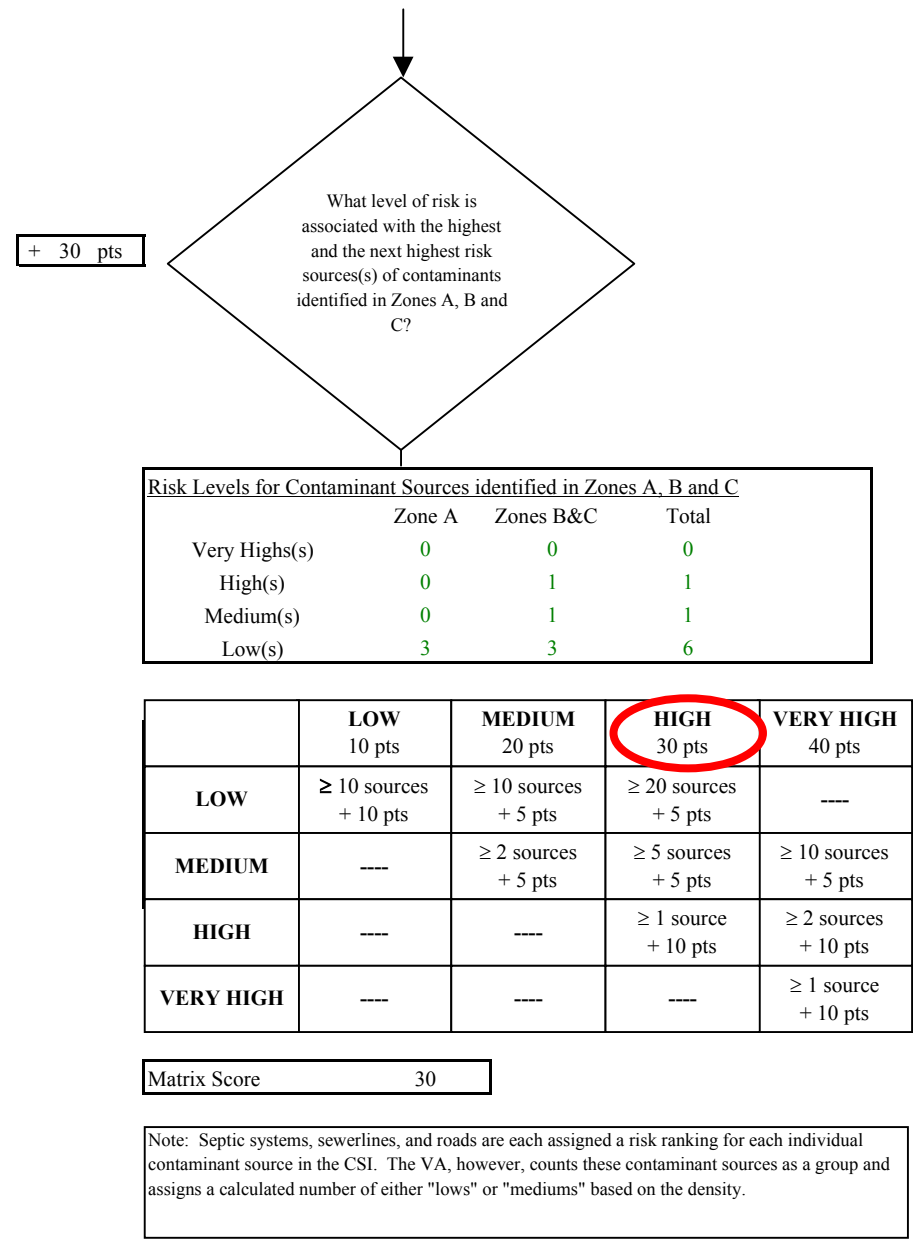 What level of risk is
associated with the highest
and the next highest risk
sources(s) of contaminants
identified in Zones A, B and
C?
+ 30 pts
Risk Levels for Contaminant Sources identified in Zones A, B and C
Zone A Zones B&C Total
Very Highs(s) 0 0 0
High(s) 0 1 1
Medium(s) 0 1 1
Low(s) 3 3 6
LOW MEDIUM HIGH VERY HIGH
10 pts 20 pts 30 pts 40 pts
LOW ≥ 10 sources ≥ 10 sources ≥ 20 sources ----
+ 10 pts + 5 pts + 5 pts
MEDIUM ---- ≥ 2 sources ≥ 5 sources ≥ 10 sources
+ 5 pts + 5 pts + 5 pts
HIGH ---- ---- ≥ 1 source ≥ 2 sources
+ 10 pts + 10 pts
VERY HIGH ---- ---- ---- ≥ 1 source
+ 10 pts
Matrix Score 30
Note: Septic systems, sewerlines, and roads are each assigned a risk ranking for each individual
contaminant source in the CSI. The VA, however, counts these contaminant sources as a group and
assigns a calculated number of either "lows" or "mediums" based on the density.